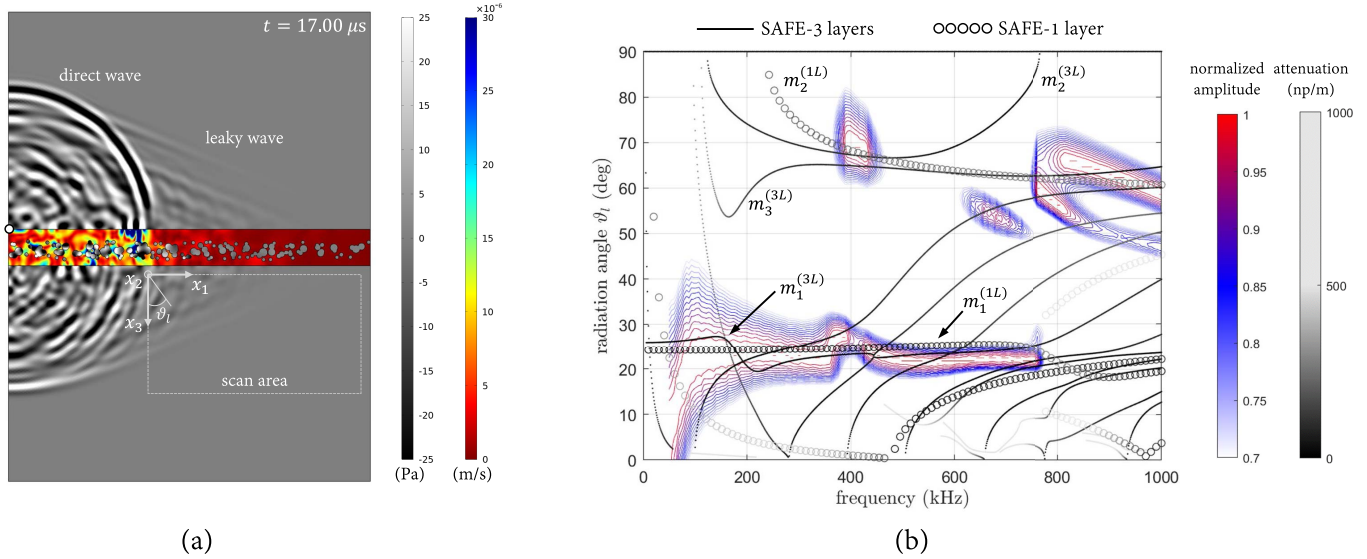 t = 17.00 μs
direct wave
leaky wave
x₂
x₁
x₃
ϑₗ
scan area
25
20
15
10
5
0
-5
-10
-15
-20
-25
(Pa)
×10⁻⁶
30
25
20
15
10
5
0
(m/s)
(a)
SAFE-3 layers
SAFE-1 layer
radiation angle ϑₗ (deg)
90
80
70
60
50
40
30
20
10
0
m₂⁽¹ᴸ⁾
m₂⁽³ᴸ⁾
m₃⁽³ᴸ⁾
m₁⁽³ᴸ⁾
m₁⁽¹ᴸ⁾
0 200 400 600 800 1000
frequency (kHz)
normalized
amplitude
1
0.95
0.9
0.85
0.8
0.75
0.7
attenuation
(np/m)
1000
500
0
(b)